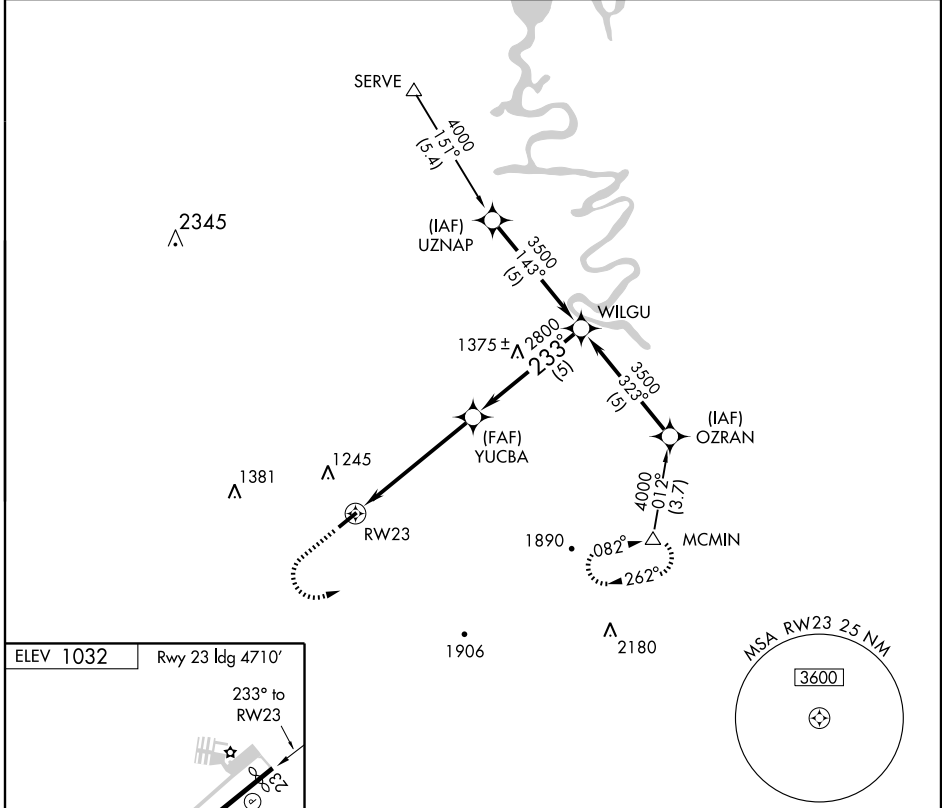 SERVE
4000
151°
(5.4)
2345
(IAF)
UZNAP
3500
143°
(5)
WILGU
1375 ±
2800
233°
(5)
3500
323°
(5)
(IAF)
OZRAN
(FAF)
YUCBA
1245
1381
RW23
4000
012°
(3.7)
1890
082°
MCMIN
262°
1906
2180
MSA RW23 25 NM
3600
ELEV 1032
Rwy 23 ldg 4710'
233° to
RW23
23
P